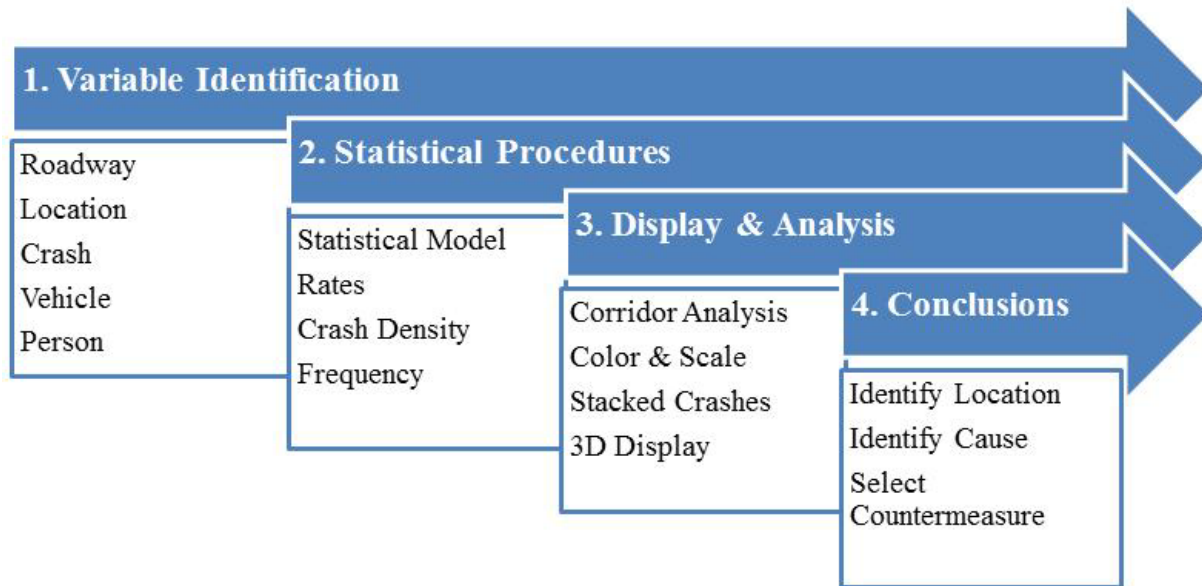 1. Variable Identification
Roadway
Location
Crash
Vehicle
Person
2. Statistical Procedures
Statistical Model
Rates
Crash Density
Frequency
3. Display & Analysis
Corridor Analysis
Color & Scale
Stacked Crashes
3D Display
4. Conclusions
Identify Location
Identify Cause
Select
Countermeasure